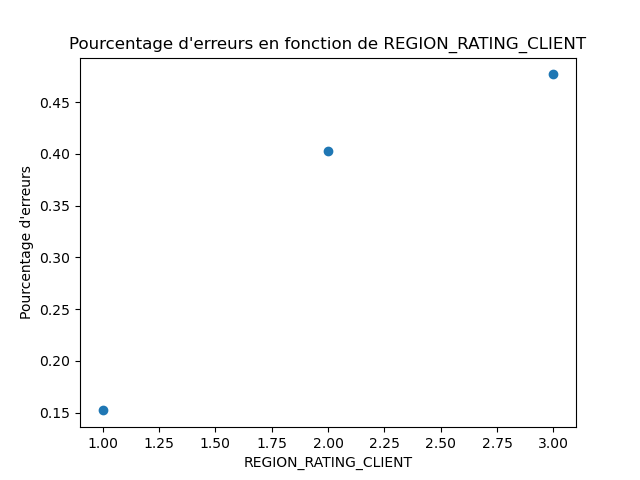 Pourcentage d'erreurs en fonction de REGION_RATING_CLIENT
Pourcentage d'erreurs
0.45
0.40
0.35
0.30
0.25
0.20
0.15
1.00 1.25 1.50 1.75 2.00 2.25 2.50 2.75 3.00
REGION_RATING_CLIENT